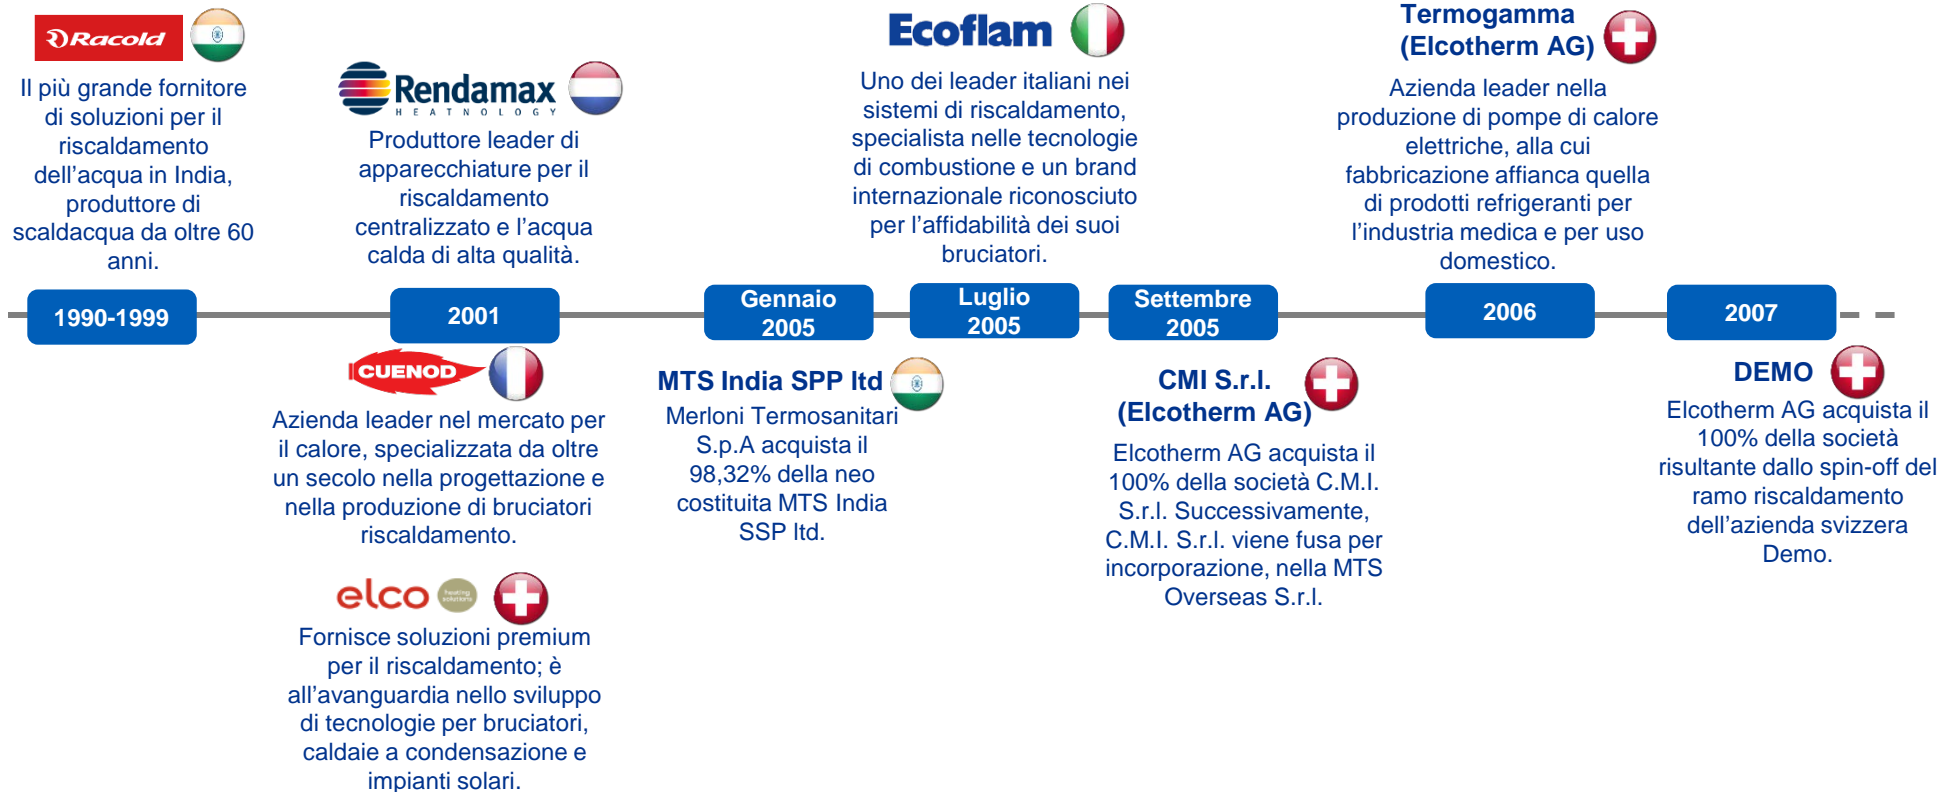 Racold
Il più grande fornitore
di soluzioni per il
riscaldamento
dell'acqua in India,
produttore di
scaldacqua da oltre 60
anni.
Rendamax
HEATNOLOGY
Produttore leader di
apparecchiature per il
riscaldamento
centralizzato e l'acqua
calda di alta qualità.
Ecoflam
Uno dei leader italiani nei
sistemi di riscaldamento,
specialista nelle tecnologie
di combustione e un brand
internazionale riconosciuto
per l'affidabilità dei suoi
bruciatori.
Termogamma
(Elcotherm AG)
Azienda leader nella
produzione di pompe di calore
elettriche, alla cui
fabbricazione affianca quella
di prodotti refrigeranti per
l'industria medica e per uso
domestico.
1990-1999
2001
Gennaio
2005
Luglio
2005
Settembre
2005
2006
2007
CUENOD
Azienda leader nel mercato per
il calore, specializzata da oltre
un secolo nella progettazione e
nella produzione di bruciatori
riscaldamento.
elco
heating
solutions
Fornisce soluzioni premium
per il riscaldamento; è
all'avanguardia nello sviluppo
di tecnologie per bruciatori,
caldaie a condensazione e
impianti solari.
MTS India SPP ltd
Merloni Termosanitari
S.p.A acquista il
98,32% della neo
costituita MTS India
SSP ltd.
CMI S.r.l.
(Elcotherm AG)
Elcotherm AG acquista il
100% della società C.M.I.
S.r.l. Successivamente,
C.M.I. S.r.l. viene fusa per
incorporazione, nella MTS
Overseas S.r.l.
DEMO
Elcotherm AG acquista il
100% della società
risultante dallo spin-off del
ramo riscaldamento
dell'azienda svizzera
Demo.